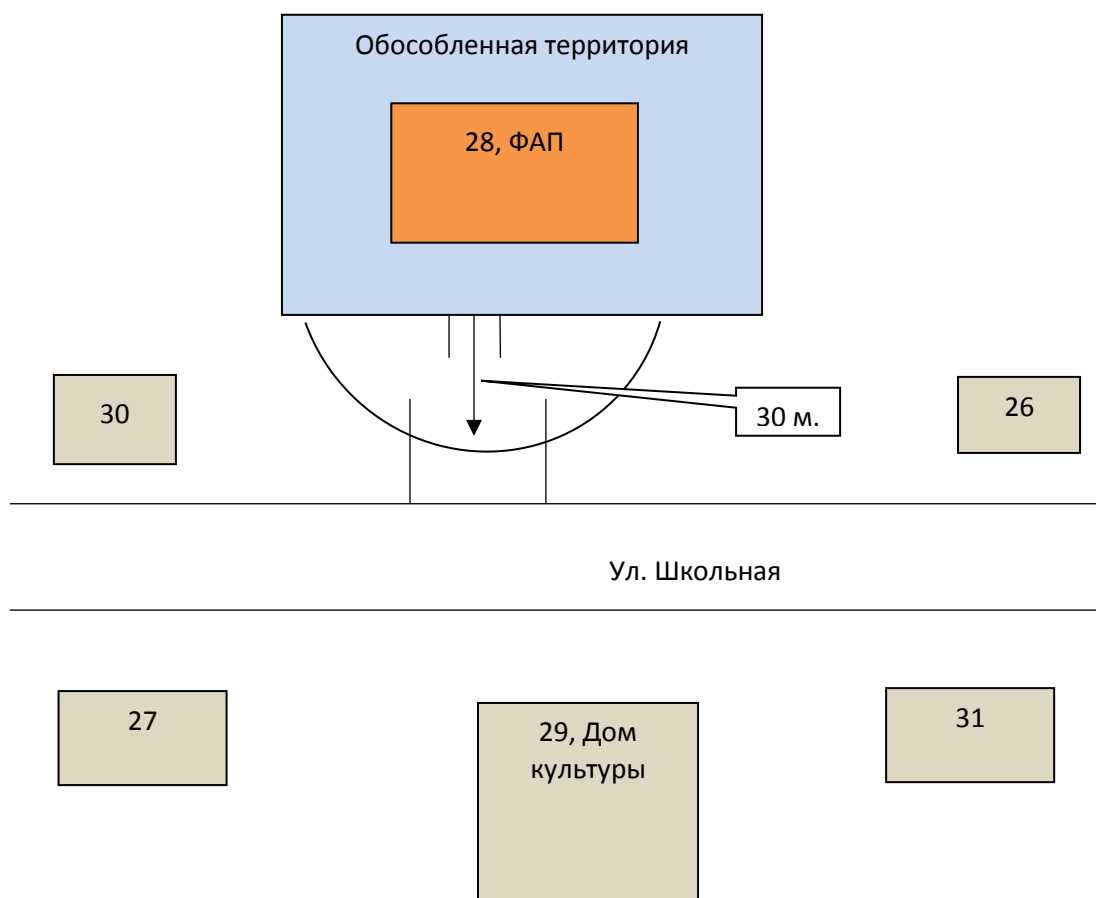 Обособленная территория
28, ФАП
30
30 м.
26
Ул. Школьная
27
29, Дом
культуры
31